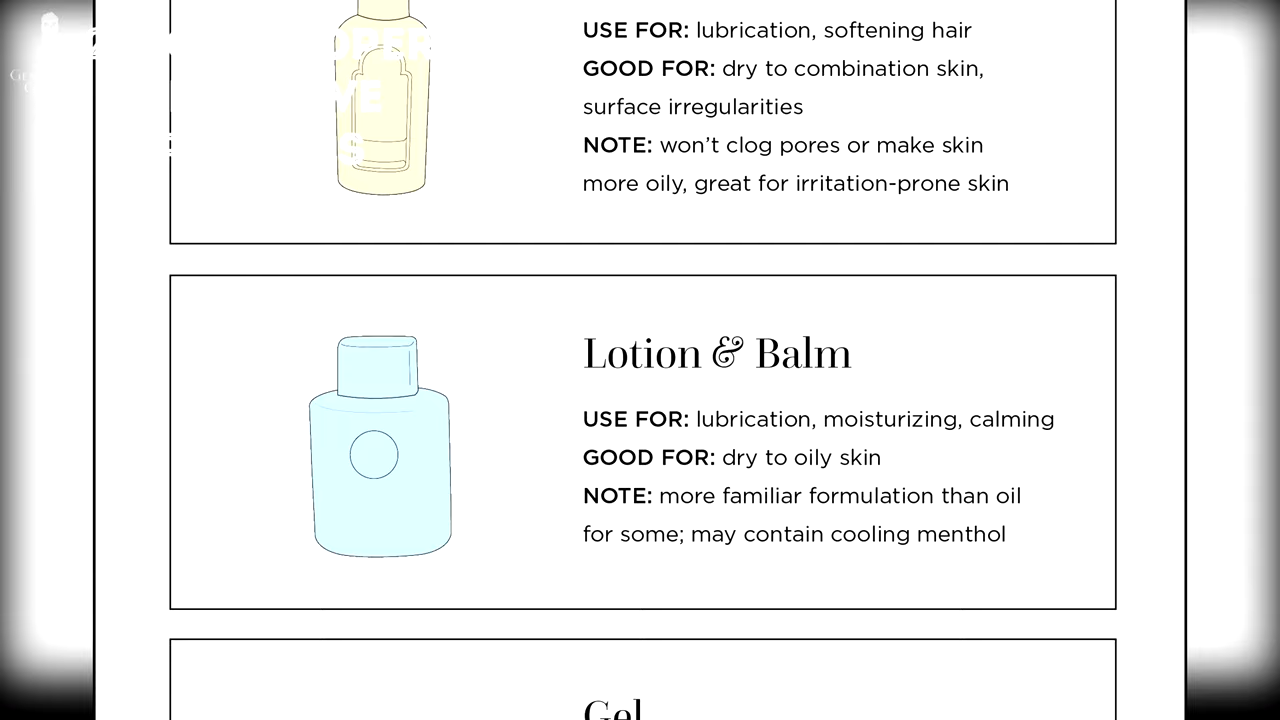 USE FOR: lubrication, softening hair
GOOD FOR: dry to combination skin,
surface irregularities
NOTE: won’t clog pores or make skin
more oily, great for irritation-prone skin
Lotion & Balm
USE FOR: lubrication, moisturizing, calming
GOOD FOR: dry to oily skin
NOTE: more familiar formulation than oil
for some; may contain cooling menthol
Gel